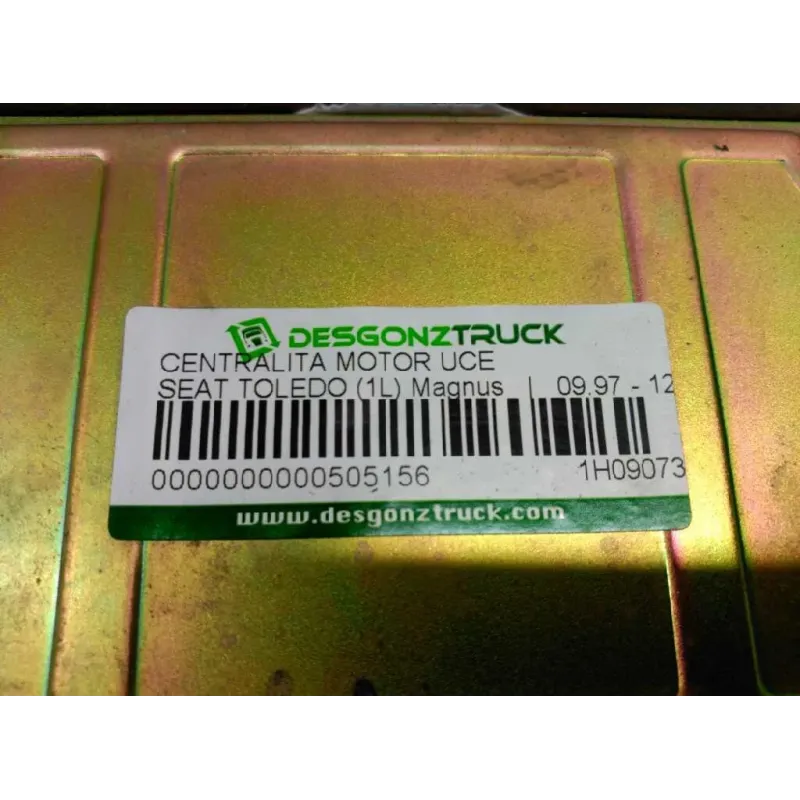 DESGONZTRUCK
CENTRALITA MOTOR UCE
SEAT TOLEDO (1L) Magnus | 09.97 - 12
0000000000505156 1H09073
www.desgonztruck.com